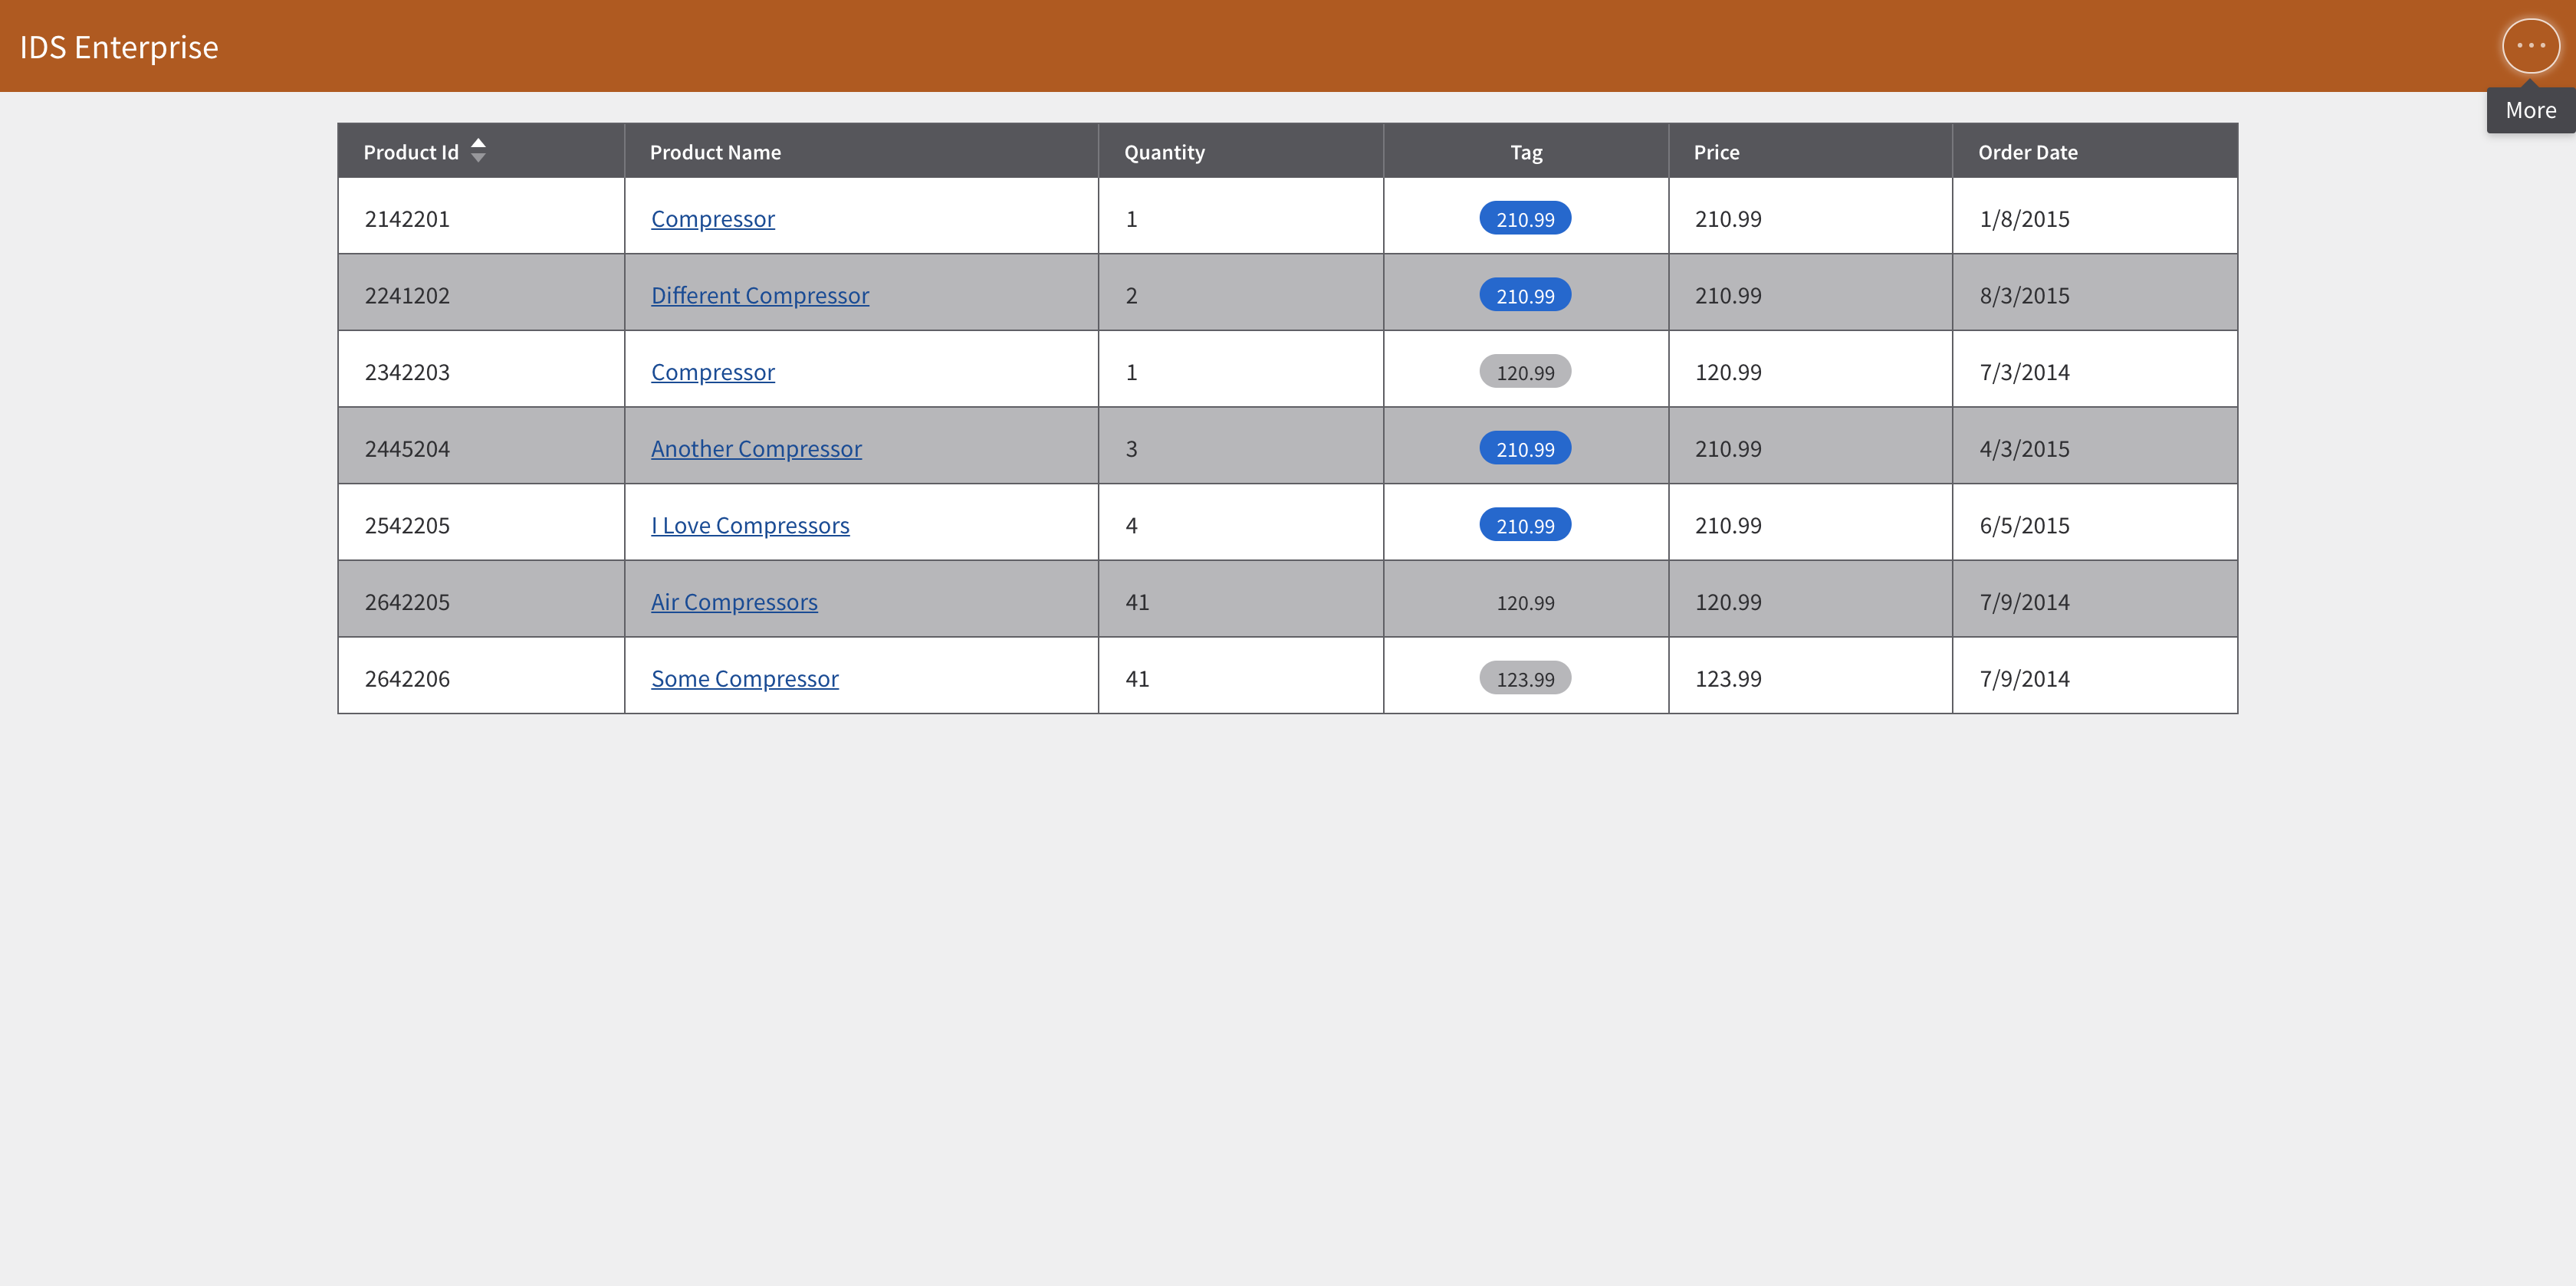 IDS Enterprise
More
Product Id Product Name Quantity Tag Price Order Date
2142201 Compressor 1 210.99 210.99 1/8/2015
2241202 Different Compressor 2 210.99 210.99 8/3/2015
2342203 Compressor 1 120.99 120.99 7/3/2014
2445204 Another Compressor 3 210.99 210.99 4/3/2015
2542205 I Love Compressors 4 210.99 210.99 6/5/2015
2642205 Air Compressors 41 120.99 120.99 7/9/2014
2642206 Some Compressor 41 123.99 123.99 7/9/2014